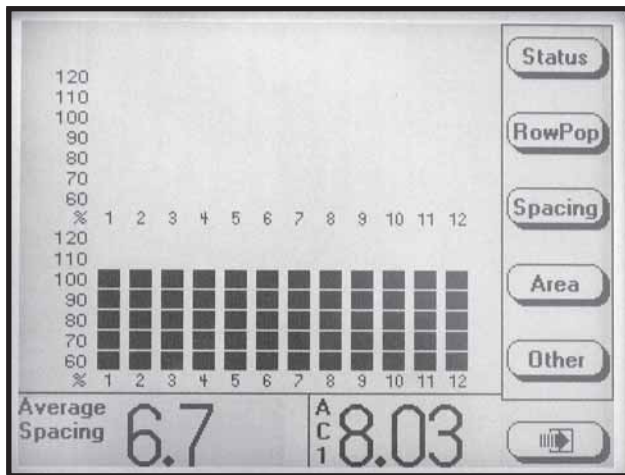 Status
120
110
100
90
80
70
60
% 1 2 3 4 5 6 7 8 9 10 11 12
RowPop
Spacing
120
110
100
90
80
70
60
% 1 2 3 4 5 6 7 8 9 10 11 12
Area
Other
Average
Spacing 6.7
AC1 8.03